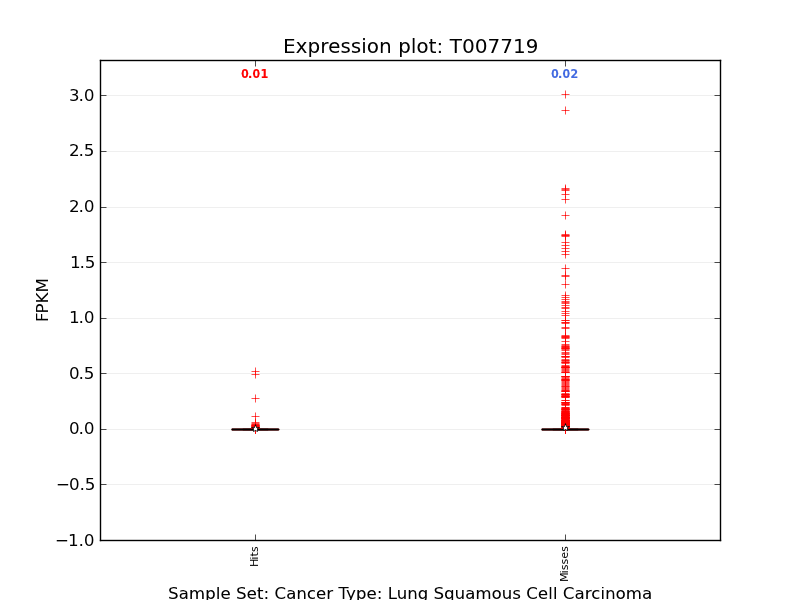 Expression plot: T007719
0.01
0.02
3.0
2.5
2.0
1.5
1.0
0.5
0.0
−0.5
−1.0
FPKM
Hits
Misses
Sample Set: Cancer Type: Lung Squamous Cell Carcinoma